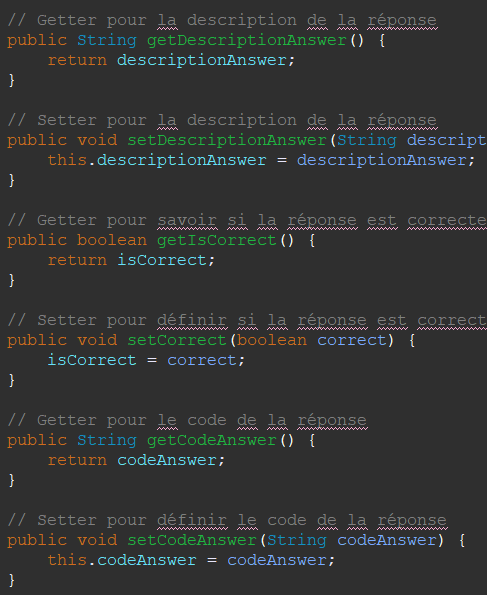 // Getter pour la description de la réponse
public String getDescriptionAnswer() {
    return descriptionAnswer;
}

// Setter pour la description de la réponse
public void setDescriptionAnswer(String descript
    this.descriptionAnswer = descriptionAnswer;
}

// Getter pour savoir si la réponse est correcte
public boolean getIsCorrect() {
    return isCorrect;
}

// Setter pour définir si la réponse est correct
public void setCorrect(boolean correct) {
    isCorrect = correct;
}

// Getter pour le code de la réponse
public String getCodeAnswer() {
    return codeAnswer;
}

// Setter pour définir le code de la réponse
public void setCodeAnswer(String codeAnswer) {
    this.codeAnswer = codeAnswer;
}